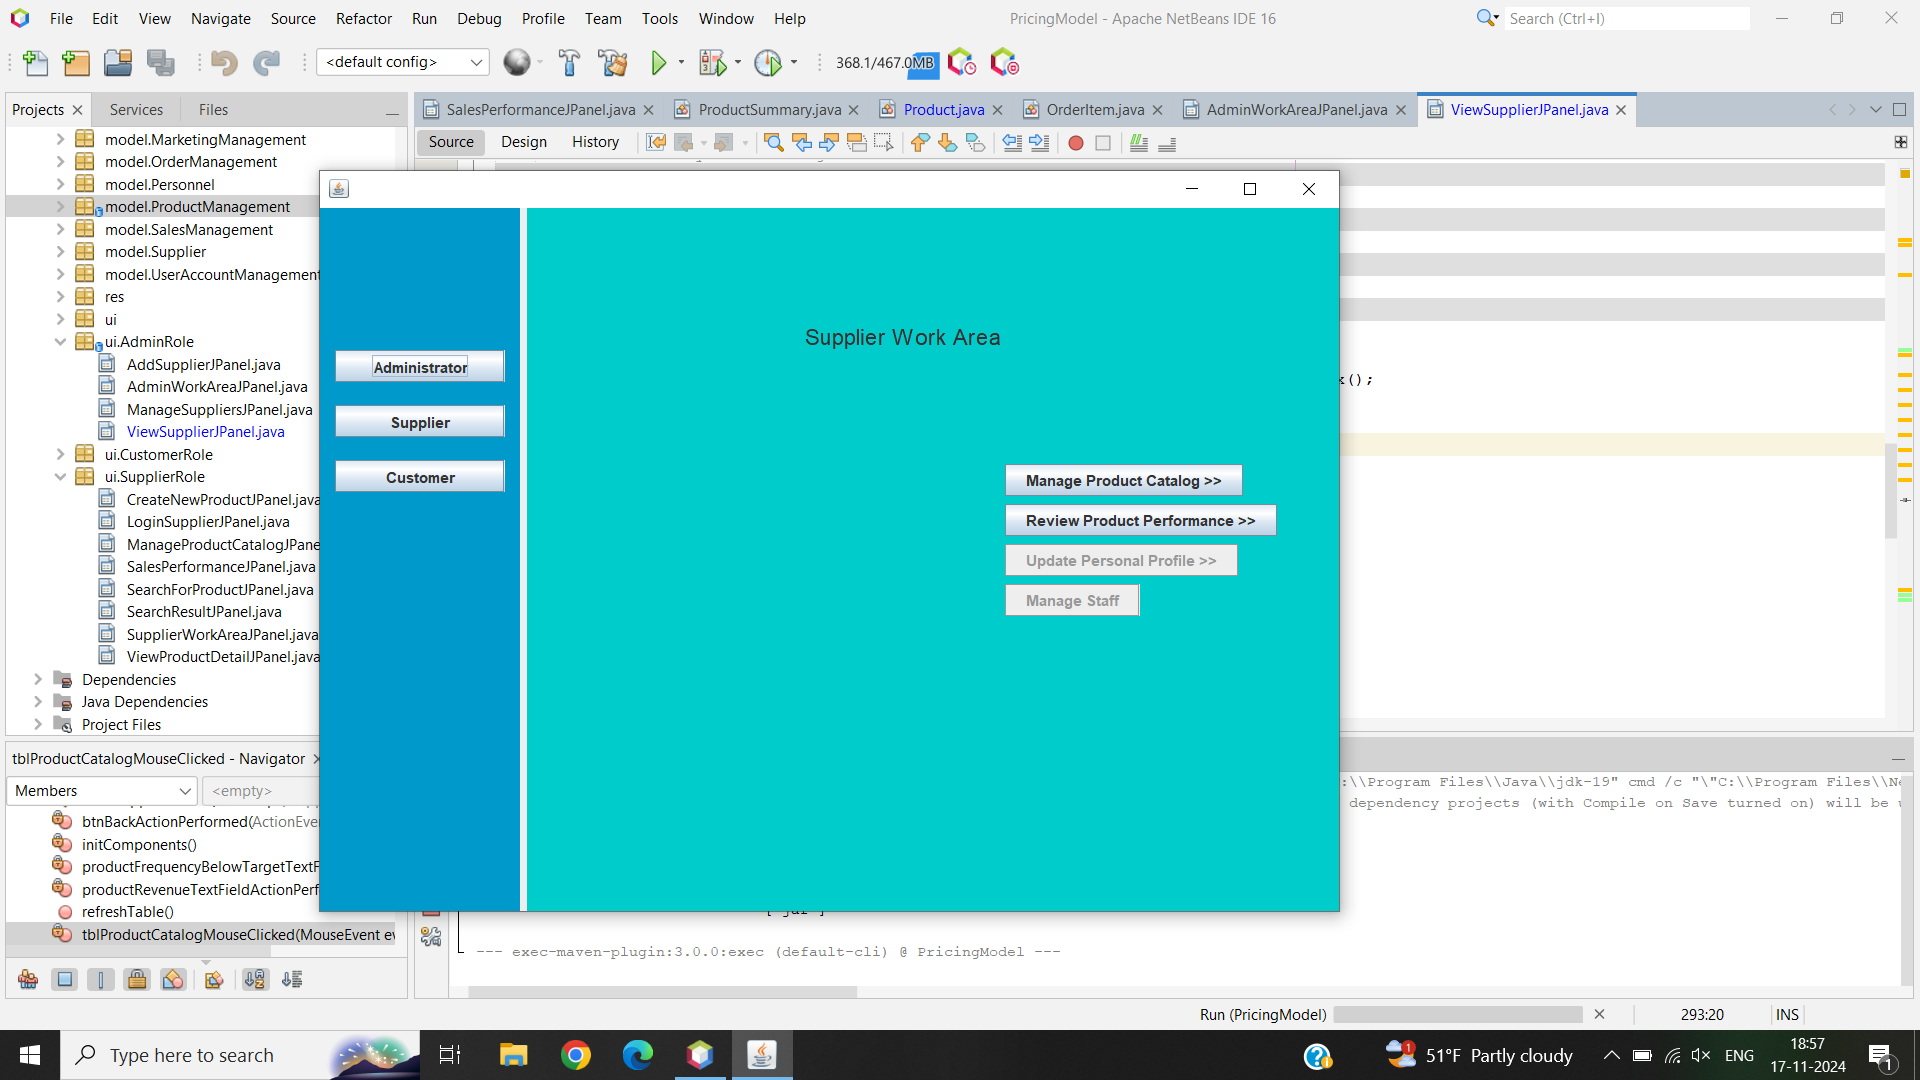 File Edit View Navigate Source Refactor Run Debug Profile Team Tools Window Help
PricingModel - Apache NetBeans IDE 16
Search (Ctrl+I)
<default config>
368.1/467.0MB
Projects Services Files
SalesPerformanceJPanel.java ProductSummary.java Product.java OrderItem.java AdminWorkAreaJPanel.java ViewSupplierJPanel.java
Source Design History
model.MarketingManagement
model.OrderManagement
model.Personnel
model.ProductManagement
model.SalesManagement
model.Supplier
model.UserAccountManagement
res
ui
ui.AdminRole
AddSupplierJPanel.java
AdminWorkAreaJPanel.java
ManageSuppliersJPanel.java
ViewSupplierJPanel.java
ui.CustomerRole
ui.SupplierRole
CreateNewProductJPanel.java
LoginSupplierJPanel.java
ManageProductCatalogJPane
SalesPerformanceJPanel.java
SearchForProductJPanel.java
SearchResultJPanel.java
SupplierWorkAreaJPanel.java
ViewProductDetailJPanel.java
Dependencies
Java Dependencies
Project Files
Administrator
Supplier
Customer
Supplier Work Area
Manage Product Catalog >>
Review Product Performance >>
Update Personal Profile >>
Manage Staff
();
tblProductCatalogMouseClicked - Navigator
Members
<empty>
btnBackActionPerformed(ActionEve
initComponents()
productFrequencyBelowTargetTextF
productRevenueTextFieldActionPerf
refreshTable()
tblProductCatalogMouseClicked(MouseEvent ev
:\\Program Files\\Java\\jdk-19" cmd /c "\"C:\\Program Files\\Ne
dependency projects (with Compile on Save turned on) will be u
[ jar ]
--- exec-maven-plugin:3.0.0:exec (default-cli) @ PricingModel ---
Run (PricingModel)
293:20
INS
Type here to search
1
51°F Partly cloudy
ENG
18:57
17-11-2024
1